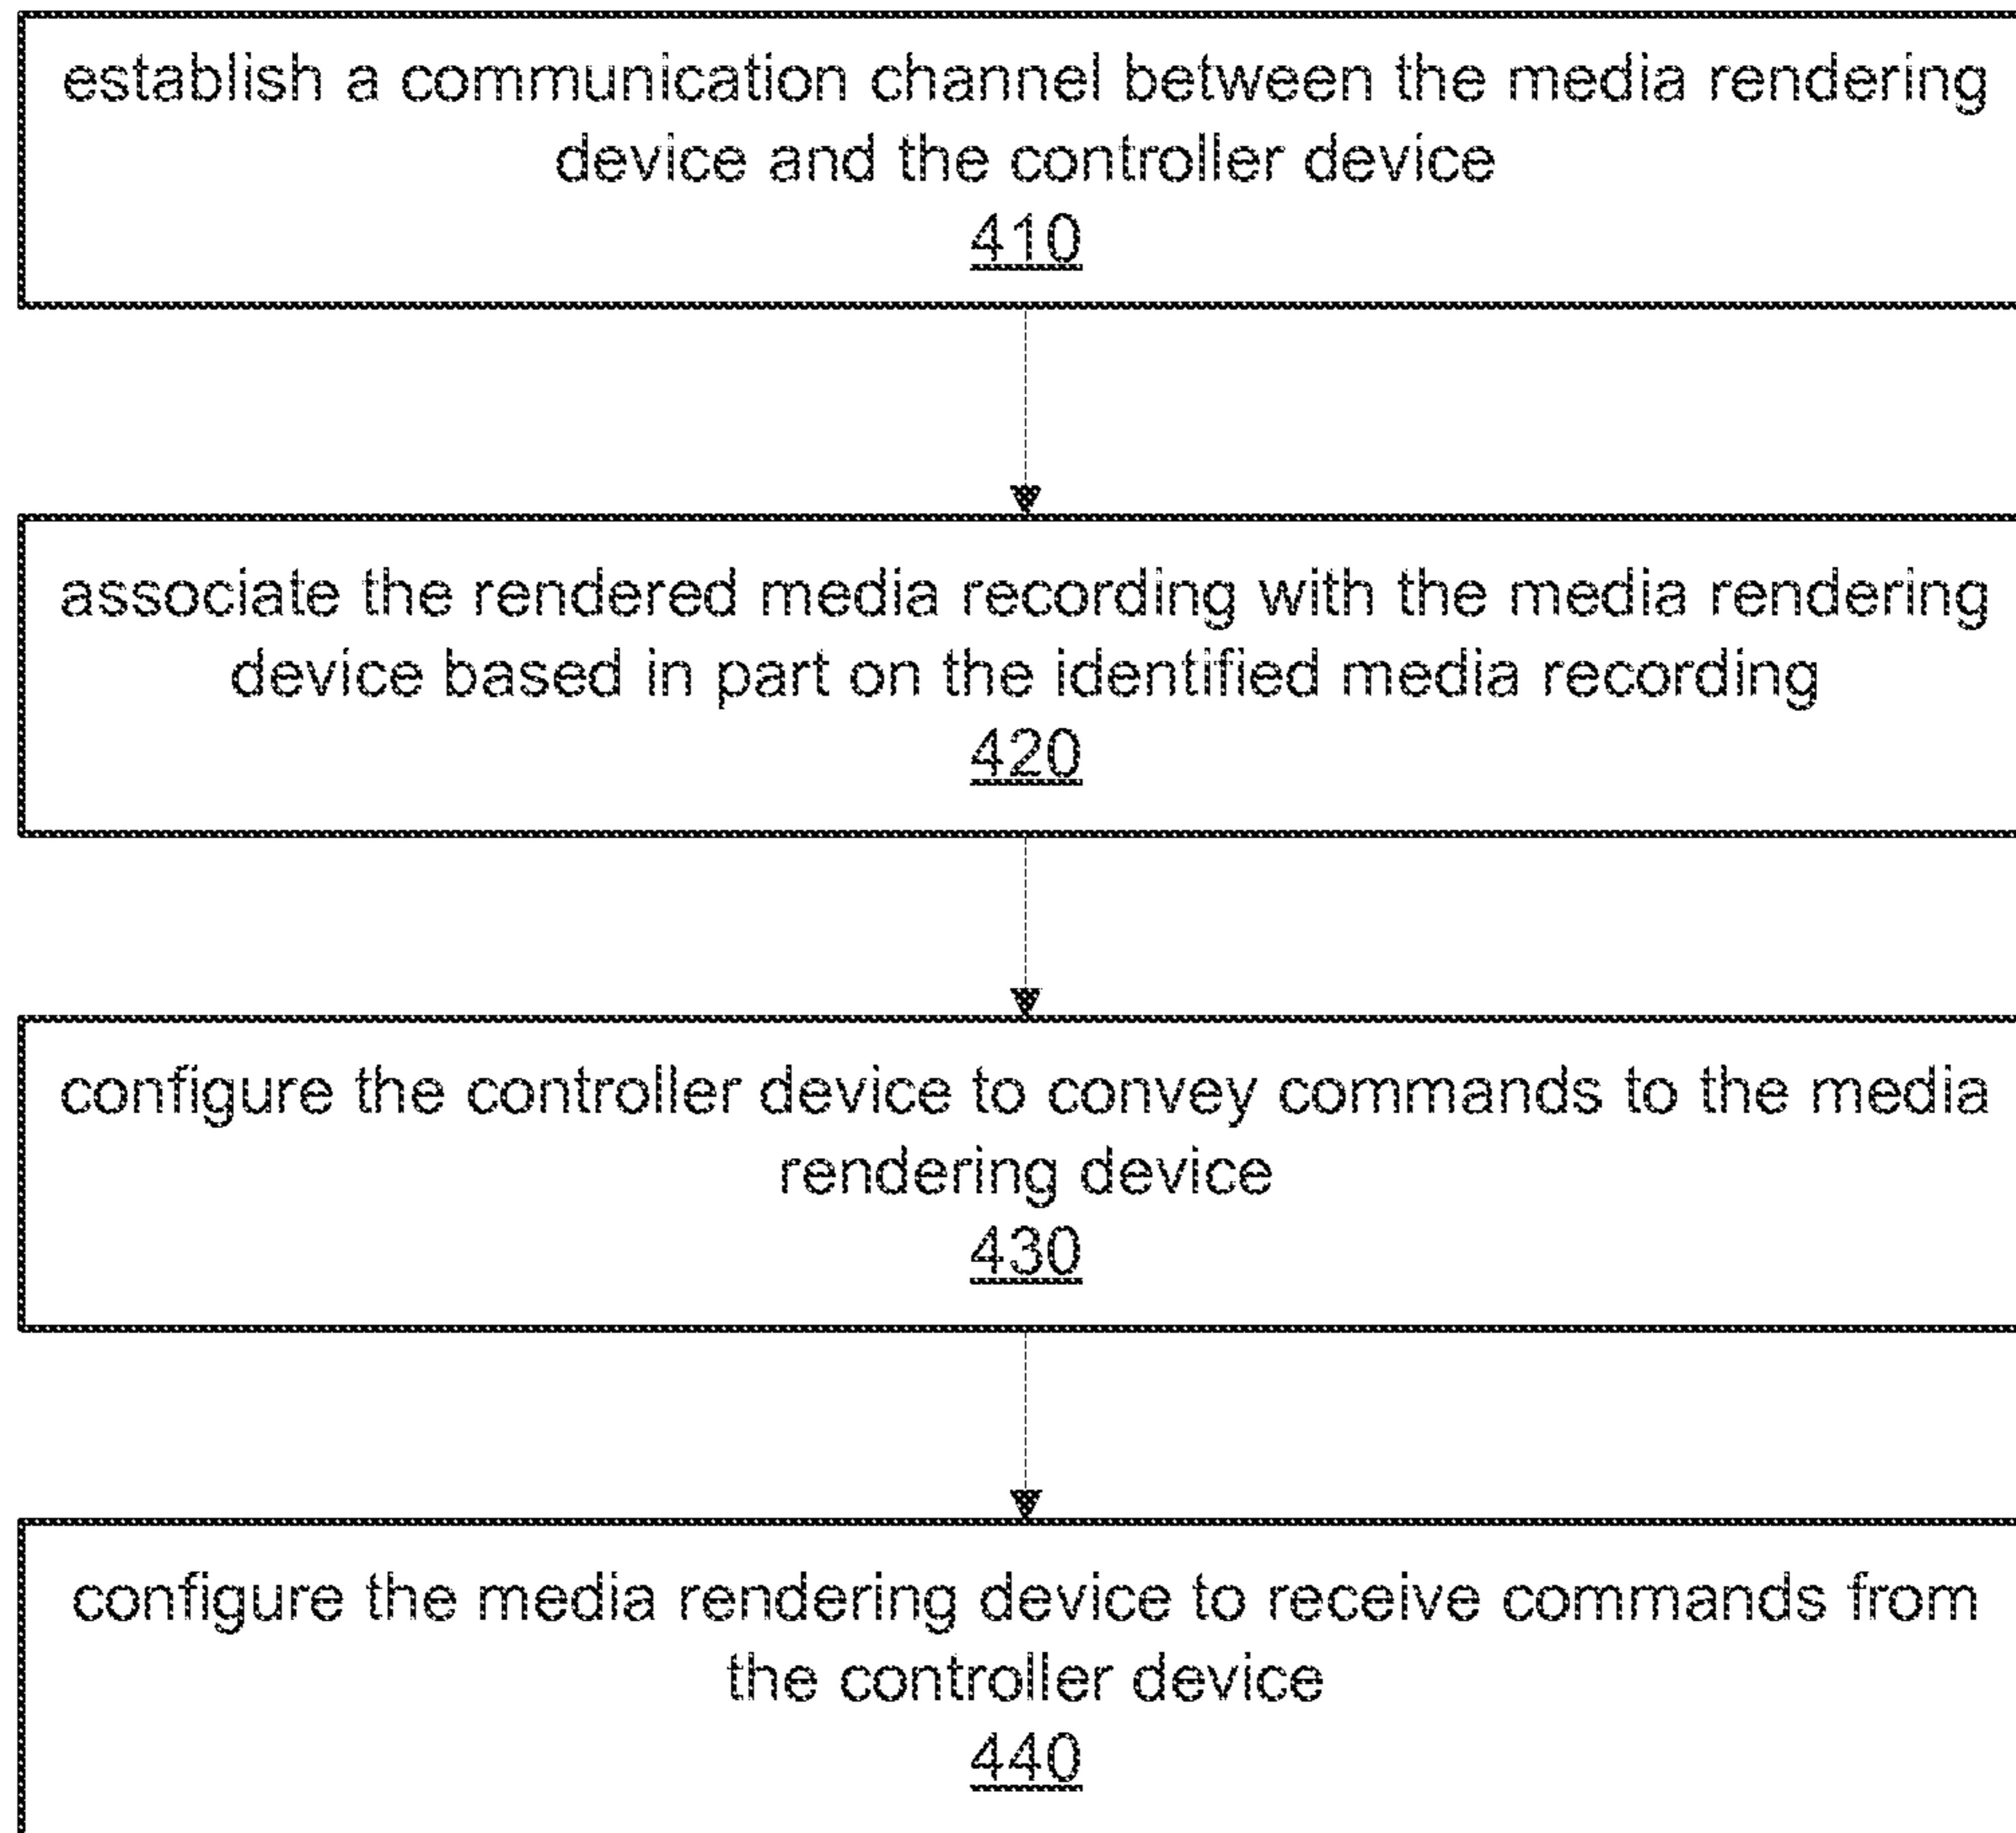 establish a communication channel between the media rendering
device and the controller device
410
associate the rendered media recording with the media rendering
device based in part on the identified media recording
420
configure the controller device to convey commands to the media
rendering device
430
configure the media rendering device to receive commands from
the controller device
440